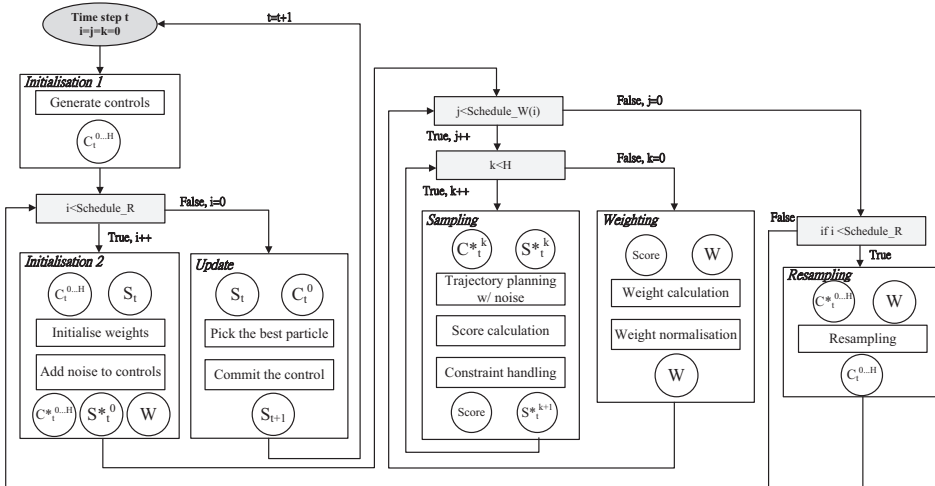 Time step t
i=j=k=0
t=t+1
Initialisation 1
Generate controls
C_t^{0...H}
i<Schedule_R
False, i=0
True, i++
Initialisation 2
C_t^{0...H}
S_t
Initialise weights
Add noise to controls
C*_t^{0...H}
S*_t^0
W
Update
S_t
C_t^0
Pick the best particle
Commit the control
S_{t+1}
j<Schedule_W(i)
False, j=0
True, j++
k<H
False, k=0
True, k++
Sampling
C*_t^k
S*_t^k
Trajectory planning
w/ noise
Score calculation
Constraint handling
Score
S*_t^{k+1}
Weighting
Score
W
Weight calculation
Weight normalisation
W
False
if i <Schedule_R
True
Resampling
C*_t^{0...H}
W
Resampling
C_t^{0...H}